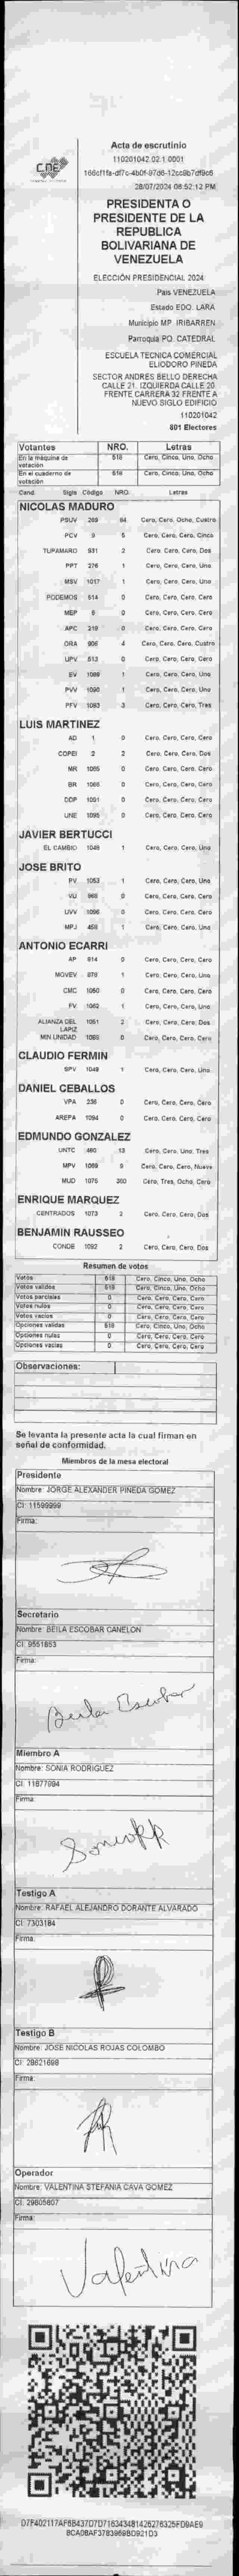 CNE
Acta de escrutinio
110201042.02.1.0001
28/07/2024 08:52:12 PM
PRESIDENTA O
PRESIDENTE DE LA
REPUBLICA
BOLIVARIANA DE
VENEZUELA
ELECCIÓN PRESIDENCIAL 2024
Pais VENEZUELA
Estado EDO. LARA
Municipio MP. IRIBARREN
Parroquia PQ. CATEDRAL
ESCUELA TECNICA COMERCIAL
ELIODORO PINEDA
SECTOR ANDRES BELLO DERECHA
CALLE 21. IZQUIERDA CALLE 20.
FRENTE CARRERA 32 FRENTE A
NUEVO SIGLO EDIFICIO
110201042
801 Electores
Votantes NRO. Letras
En la máquina de votación 518 Cero, Cinco, Uno, Ocho
En el cuaderno de votación 518 Cero, Cinco, Uno, Ocho
Cand. Sigla Código NRO. Letras
NICOLAS MADURO
PSUV 84 Cero, Cero, Ocho, Cuatro
PCV 5 Cero, Cero, Cero, Cinco
TUPAMARO 931 2 Cero, Cero, Cero, Dos
PPT 276 1 Cero, Cero, Cero, Uno
MSV 1017 1 Cero, Cero, Cero, Uno
PODEMOS 514 0 Cero, Cero, Cero, Cero
MEP 0 Cero, Cero, Cero, Cero
APC 219 0 Cero, Cero, Cero, Cero
ORA 906 4 Cero, Cero, Cero, Cuatro
UPV 513 0 Cero, Cero, Cero, Cero
EV 1089 1 Cero, Cero, Cero, Uno
PVV 1090 1 Cero, Cero, Cero, Uno
PFV 1093 3 Cero, Cero, Cero, Tres
LUIS MARTINEZ
AD 1 0 Cero, Cero, Cero, Cero
COPEI 2 2 Cero, Cero, Cero, Dos
MR 1065 0 Cero, Cero, Cero, Cero
BR 1066 0 Cero, Cero, Cero, Cero
DDP 1091 0 Cero, Cero, Cero, Cero
UNE 1095 0 Cero, Cero, Cero, Cero
JAVIER BERTUCCI
EL CAMBIO 1048 1 Cero, Cero, Cero, Uno
JOSE BRITO
PV 1053 1 Cero, Cero, Cero, Uno
VU 968 0 Cero, Cero, Cero, Cero
UVV 1096 0 Cero, Cero, Cero, Cero
MPJ 458 1 Cero, Cero, Cero, Uno
ANTONIO ECARRI
AP 814 0 Cero, Cero, Cero, Cero
MOVEV 876 1 Cero, Cero, Cero, Uno
CMC 1050 0 Cero, Cero, Cero, Cero
FV 1062 1 Cero, Cero, Cero, Uno
ALIANZA DEL LAPIZ 1051 2 Cero, Cero, Cero, Dos
MIN UNIDAD 1088 0 Cero, Cero, Cero, Cero
CLAUDIO FERMIN
SPV 1049 1 Cero, Cero, Cero, Uno
DANIEL CEBALLOS
VPA 236 0 Cero, Cero, Cero, Cero
AREPA 1094 0 Cero, Cero, Cero, Cero
EDMUNDO GONZALEZ
UNTC 13 Cero, Cero, Uno, Tres
MPV 1009 9 Cero, Cero, Cero, Nueve
MUD 1075 380 Cero, Tres, Ocho, Cero
ENRIQUE MARQUEZ
CENTRADOS 1073 2 Cero, Cero, Cero, Dos
BENJAMIN RAUSSEO
CONDE 1092 2 Cero, Cero, Cero, Dos
Resumen de votos
Votos 518 Cero, Cinco, Uno, Ocho
Votos válidos 518 Cero, Cinco, Uno, Ocho
Votos parciales 0 Cero, Cero, Cero, Cero
Votos nulos 0 Cero, Cero, Cero, Cero
Votos vacíos 0 Cero, Cero, Cero, Cero
Opciones válidas 518 Cero, Cinco, Uno, Ocho
Opciones nulas 0 Cero, Cero, Cero, Cero
Opciones vacías 0 Cero, Cero, Cero, Cero
Observaciones:
Se levanta la presente acta la cual firman en
señal de conformidad.
Miembros de la mesa electoral
Presidente
Nombre: JORGE ALEXANDER PINEDA GOMEZ
CI: 11599999
Firma:
Secretario
Nombre: BEILA ESCOBAR CANELON
CI: 9551853
Firma:
Beila Escobar
Miembro A
Nombre: SONIA RODRIGUEZ
CI: 11877994
Firma:
Testigo A
Nombre: RAFAEL ALEJANDRO DORANTE ALVARADO
CI: 7303184
Firma:
Testigo B
Nombre: JOSE NICOLAS ROJAS COLOMBO
CI: 28621698
Firma:
Operador
Nombre: VALENTINA STEFANIA CAVA GOMEZ
CI: 29805607
Firma:
Valentina